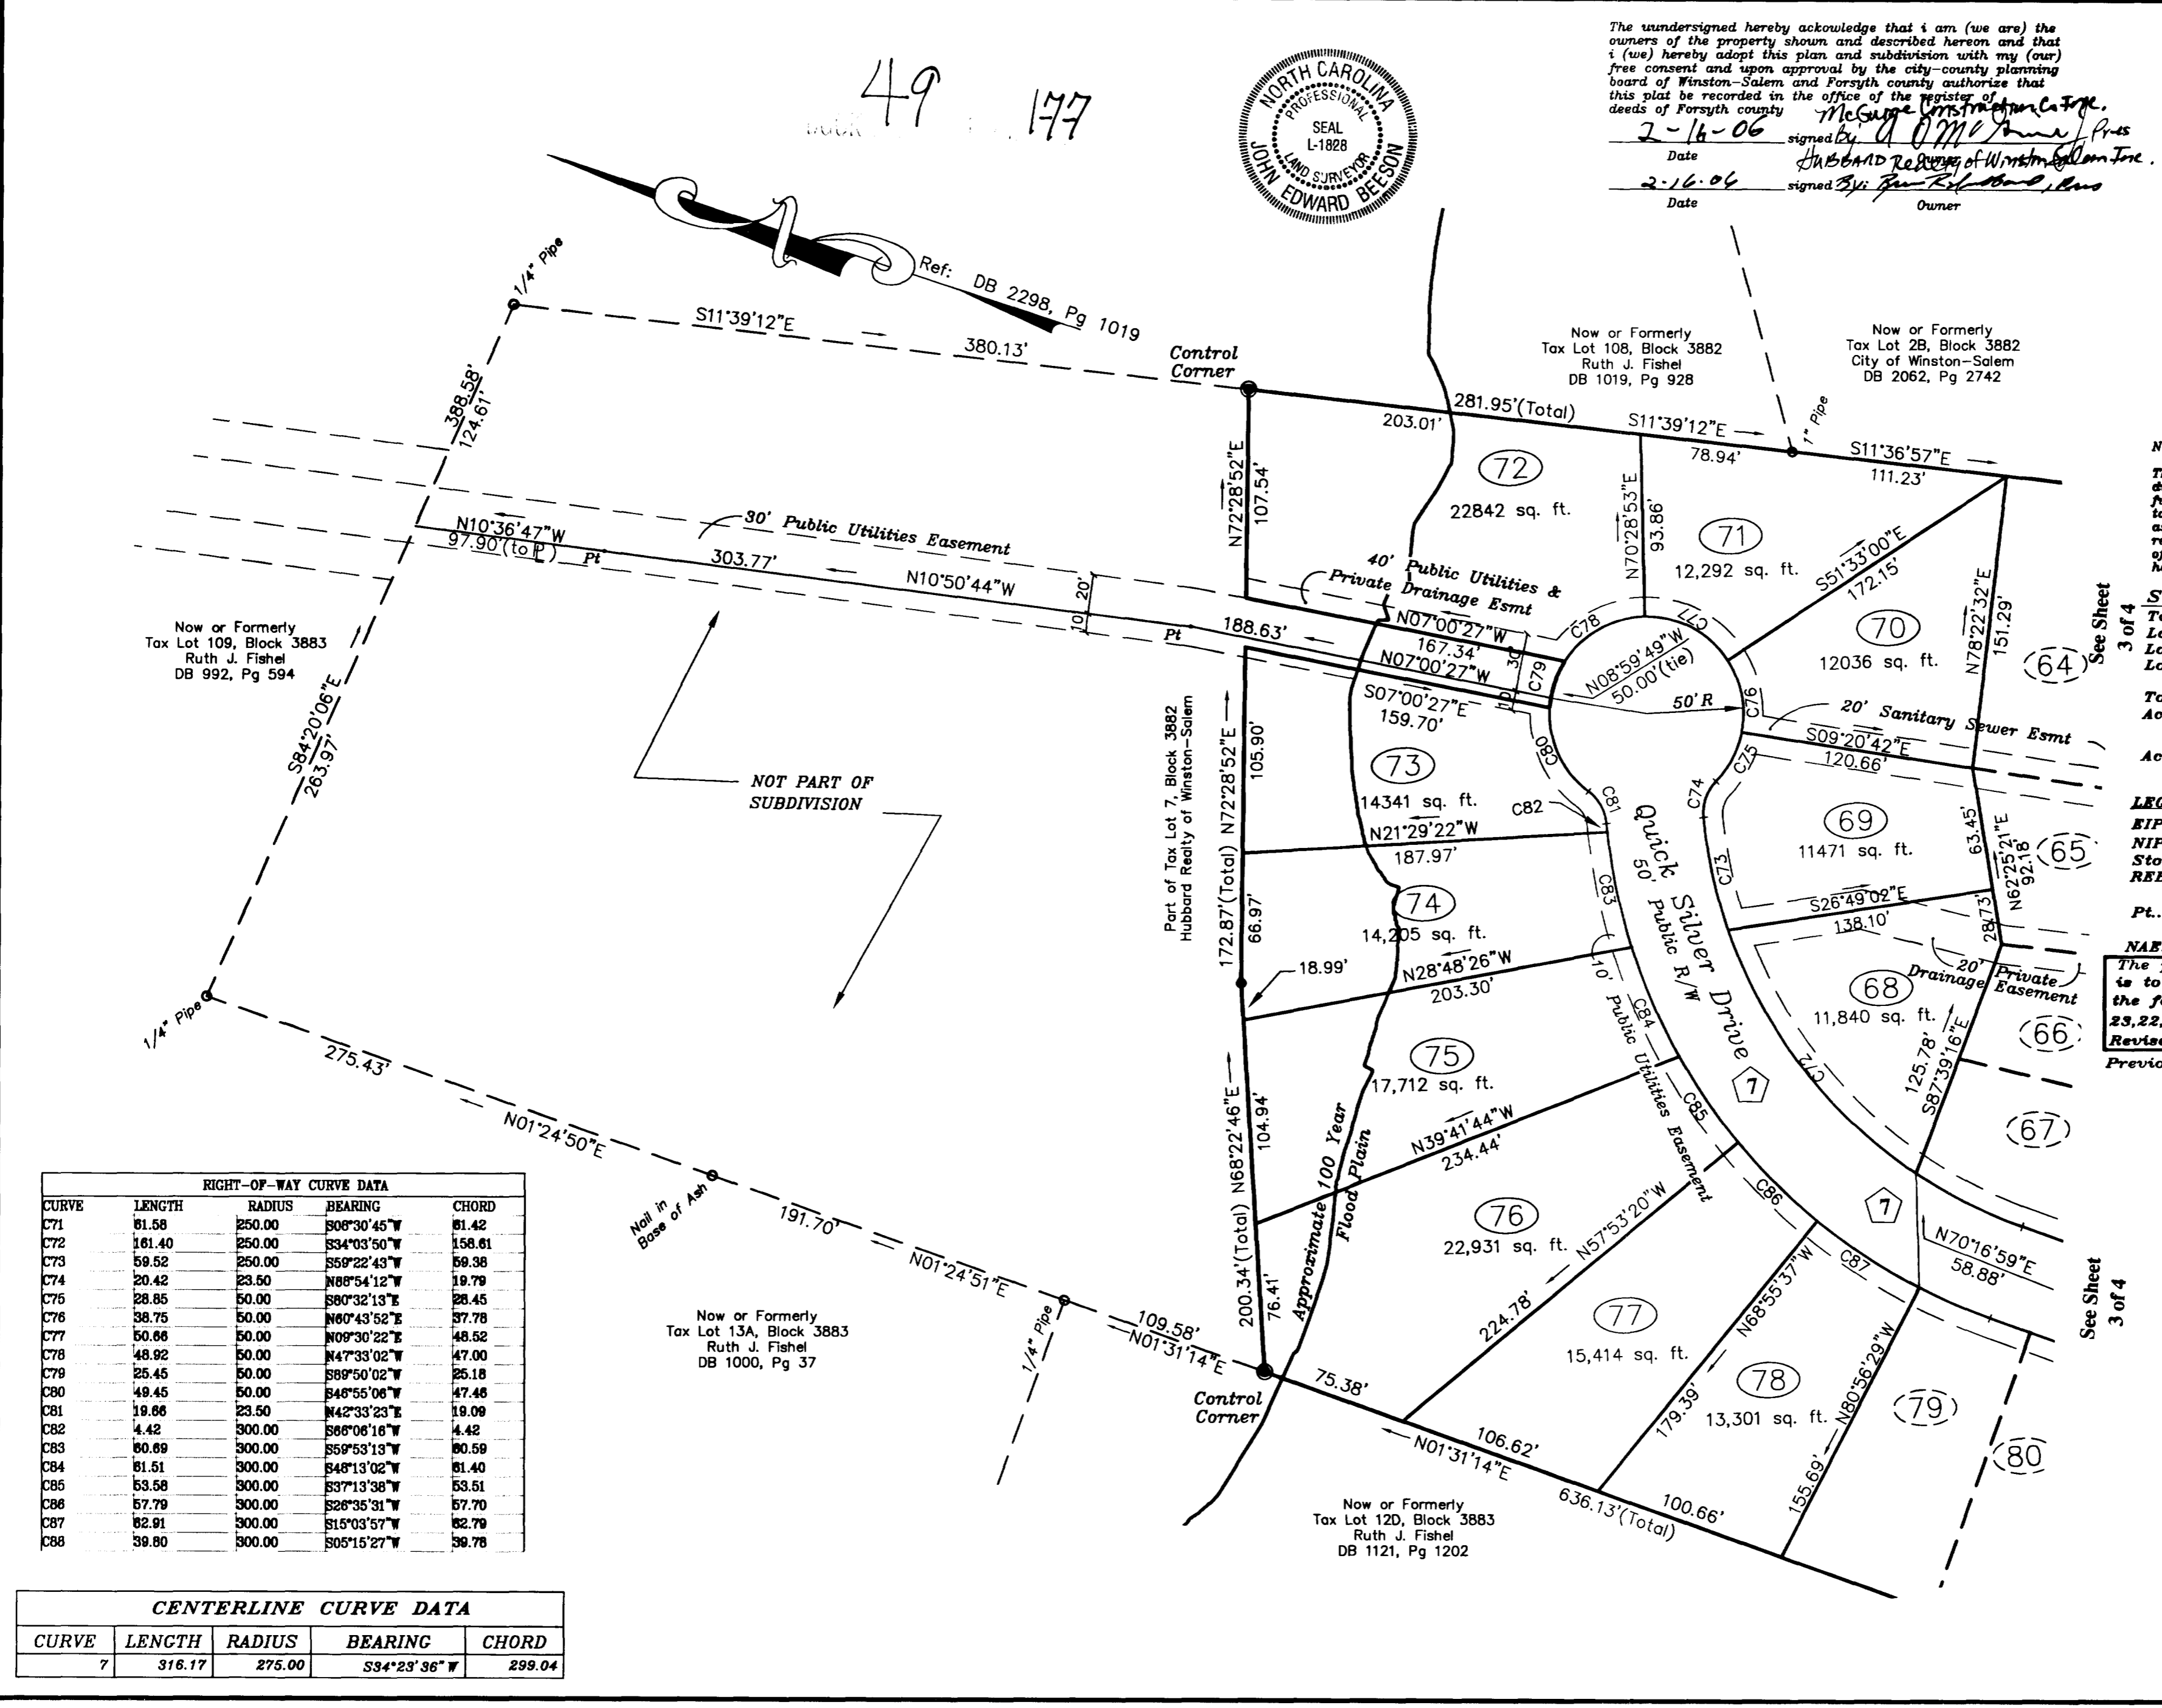 49 177
NORTH CAROLINA
PROFESSIONAL
SEAL
L-1828
LAND SURVEYOR
JOHN EDWARD BEESON
The uundersigned hereby ackowledge that i am (we are) the
owners of the property shown and described hereon and that
i (we) hereby adopt this plan and subdivision with my (our)
free consent and upon approval by the city-county planning
board of Winston-Salem and Forsyth county authorize that
this plat be recorded in the office of the register of
deeds of Forsyth county
2-16-06 signed By:
Date
2-16-06 signed By:
Date Owner
Ref: DB 2298, Pg 1019
1/4" Pipe
S11°39'12"E
380.13'
Control
Corner
388.58'
124.61'
Now or Formerly
Tax Lot 108, Block 3882
Ruth J. Fishel
DB 1019, Pg 928
Now or Formerly
Tax Lot 2B, Block 3882
City of Winston-Salem
DB 2062, Pg 2742
1" Pipe
281.95'(Total)
203.01'
S11°39'12"E
78.94'
S11°36'57"E
111.23'
N72°28'52"E
107.54'
72
22842 sq. ft.
N70°28'53"E
93.86'
71
12,292 sq. ft.
S51°33'00"E
172.15'
N78°22'32"E
151.29'
70
12036 sq. ft.
64
See Sheet
3 of 4
N10°36'47"W
97.90'(to PL)
Pt
303.77'
30' Public Utilities Easement
N10°50'44"W
20'
10'
Pt
188.63'
40' Public Utilities &
Private Drainage Esmt
N07°00'27"W
167.34'
N07°00'27"W
30'
10'
S07°00'27"E
159.70'
C79
C78
C77
N08°59'49"W
50.00'(tie)
50' R
C76
20' Sanitary Sewer Esmt
S09°20'42"E
120.66'
C75
C74
C80
C81
C82
Now or Formerly
Tax Lot 109, Block 3883
Ruth J. Fishel
DB 992, Pg 594
S84°20'06"E
263.97'
NOT PART OF
SUBDIVISION
Part of Tax Lot 7, Block 3882
Hubbard Realty of Winston-Salem
172.87'(Total) N72°28'52"E
105.90'
66.97'
73
14341 sq. ft.
N21°29'22"W
187.97'
74
14,205 sq. ft.
18.99'
N28°48'26"W
203.30'
C83
10' Public Utilities Easement
Quick Silver Drive
50' Public R/W
C73
69
11471 sq. ft.
63.45'
N62°25'21"E
92.18'
28.73'
65
S26°49'02"E
138.10'
20' Private
Drainage Easement
68
11,840 sq. ft.
66
125.78'
S87°39'16"E
67
C72
C84
75
17,712 sq. ft.
C85
7
200.34'(Total) N68°22'46"E
104.94'
76.41'
N39°41'44"W
234.44'
Approximate 100 Year
Flood Plain
76
22,931 sq. ft.
N57°53'20"W
224.78'
C86
7
C87
N70°16'59"E
58.88'
See Sheet
3 of 4
77
15,414 sq. ft.
N68°55'37"W
179.39'
78
13,301 sq. ft.
N80°56'29"W
155.69'
79
80
1/4" Pipe
275.43'
N01°24'50"E
Nail in
Base of Ash
191.70'
N01°24'51"E
1/4" Pipe
109.58'
N01°31'14"E
Control
Corner
75.38'
106.62'
N01°31'14"E
636.13'(Total)
100.66'
Now or Formerly
Tax Lot 13A, Block 3883
Ruth J. Fishel
DB 1000, Pg 37
Now or Formerly
Tax Lot 12D, Block 3883
Ruth J. Fishel
DB 1121, Pg 1202
RIGHT-OF-WAY CURVE DATA
CURVE LENGTH RADIUS BEARING CHORD
C71 61.58 250.00 S08°30'45"W 61.42
C72 161.40 250.00 S34°03'50"W 158.61
C73 59.52 250.00 S59°22'43"W 59.38
C74 20.42 23.50 N88°54'12"W 19.79
C75 28.85 50.00 S80°32'13"E 28.45
C76 38.75 50.00 N60°43'52"E 37.78
C77 50.66 50.00 N09°30'22"E 48.52
C78 48.92 50.00 N47°33'02"W 47.00
C79 25.45 50.00 S89°50'02"W 25.18
C80 49.45 50.00 S46°55'06"W 47.46
C81 19.66 23.50 N42°33'23"E 19.09
C82 4.42 300.00 S66°06'16"W 4.42
C83 60.69 300.00 S59°53'13"W 60.59
C84 61.51 300.00 S48°13'02"W 61.40
C85 53.58 300.00 S37°13'38"W 53.51
C86 57.79 300.00 S26°35'31"W 57.70
C87 62.91 300.00 S15°03'57"W 62.79
C88 39.80 300.00 S05°15'27"W 39.78
CENTERLINE CURVE DATA
CURVE LENGTH RADIUS BEARING CHORD
7 316.17 275.00 S34°23'36"W 299.04